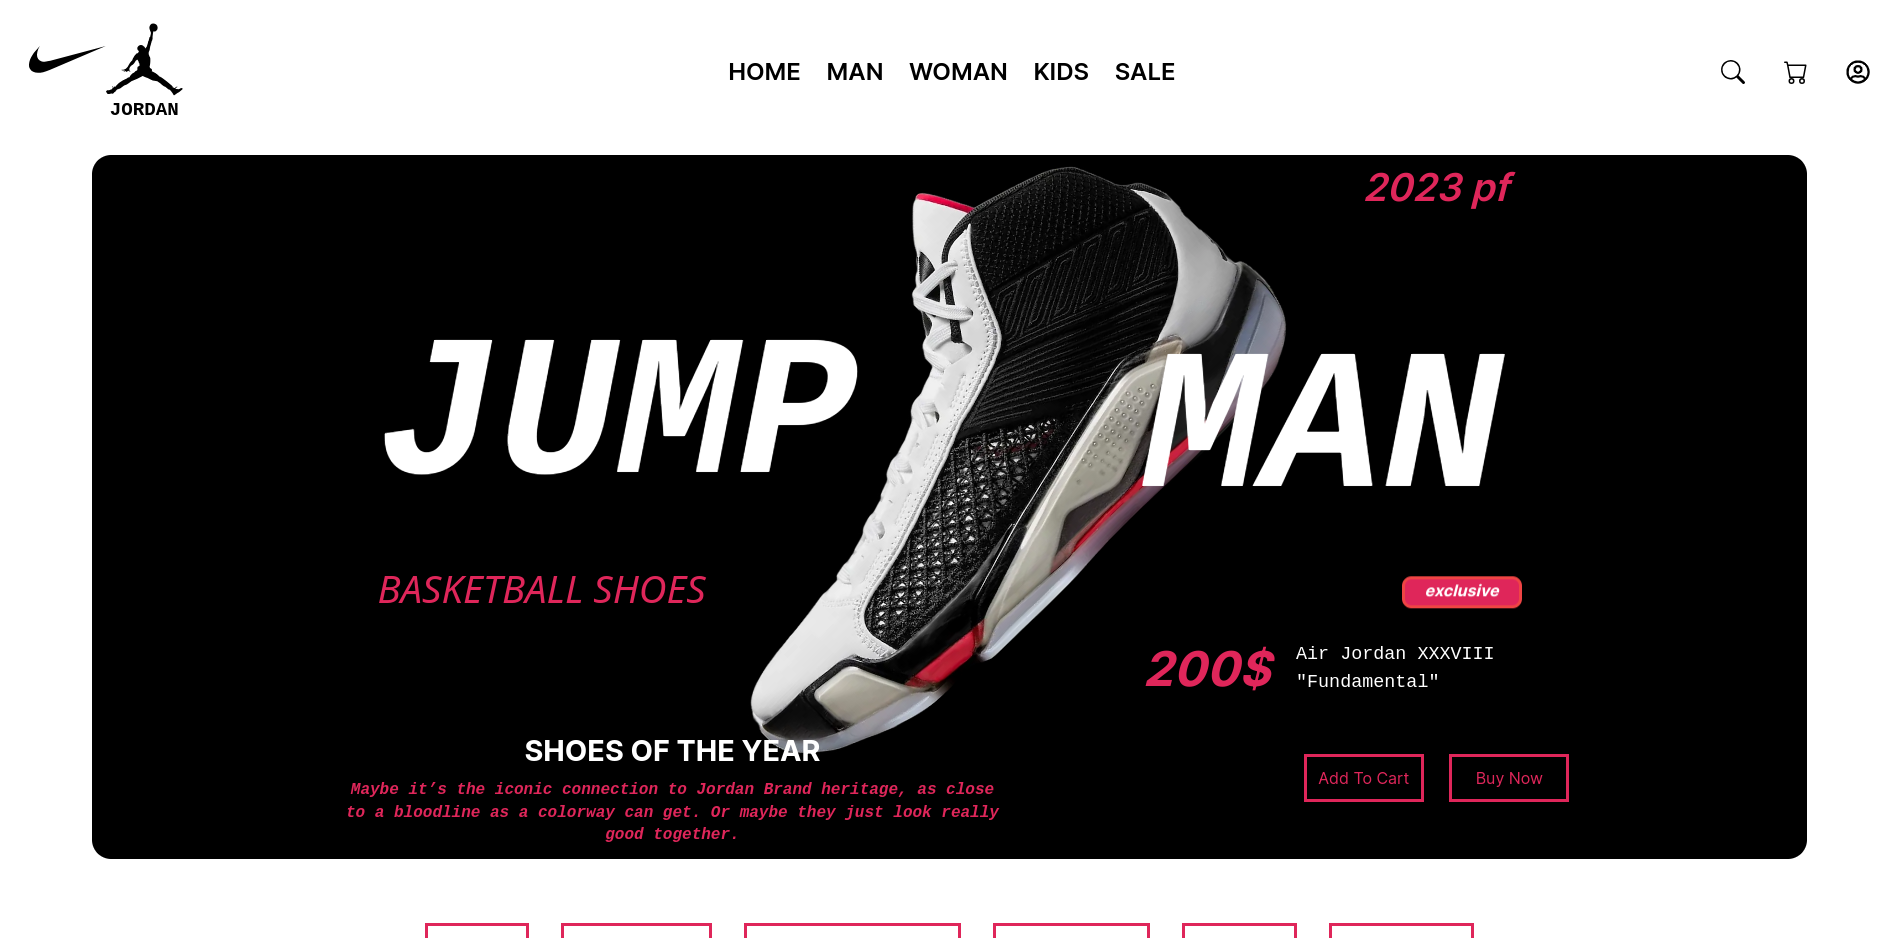 JORDAN
HOME MAN WOMAN KIDS SALE
2023 pf
JUMP MAN
BASKETBALL SHOES
exclusive
200$
Air Jordan XXXVIII
"Fundamental"
SHOES OF THE YEAR
Maybe it’s the iconic connection to Jordan Brand heritage, as close
to a bloodline as a colorway can get. Or maybe they just look really
good together.
Add To Cart
Buy Now